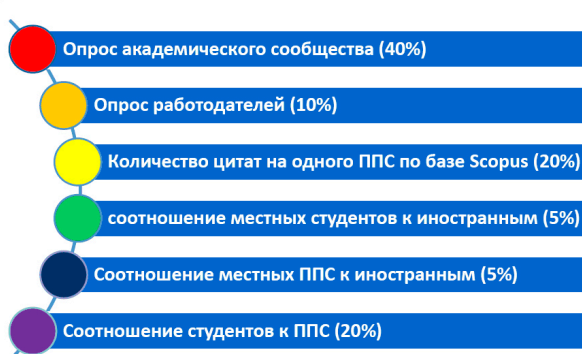 Опрос академического сообщества (40%)
Опрос работодателей (10%)
Количество цитат на одного ППС по базе Scopus (20%)
соотношение местных студентов к иностранным (5%)
Соотношение местных ППС к иностранным (5%)
Соотношение студентов к ППС (20%)